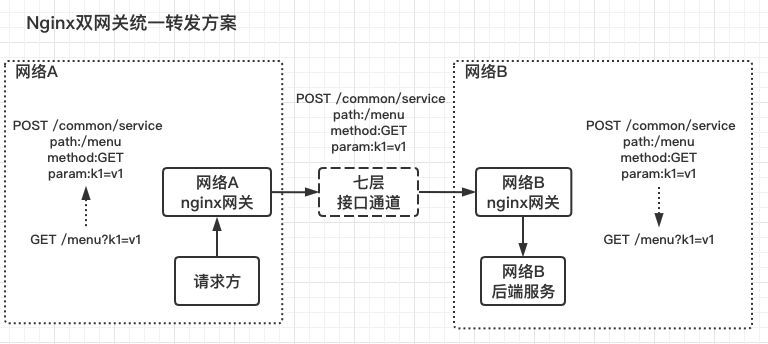 Nginx双网关统一转发方案
网络A
POST /common/service
path:/menu
method:GET
param:k1=v1
GET /menu?k1=v1
网络A
nginx网关
请求方
POST /common/service
path:/menu
method:GET
param:k1=v1
七层
接口通道
网络B
网络B
nginx网关
网络B
后端服务
POST /common/service
path:/menu
method:GET
param:k1=v1
GET /menu?k1=v1